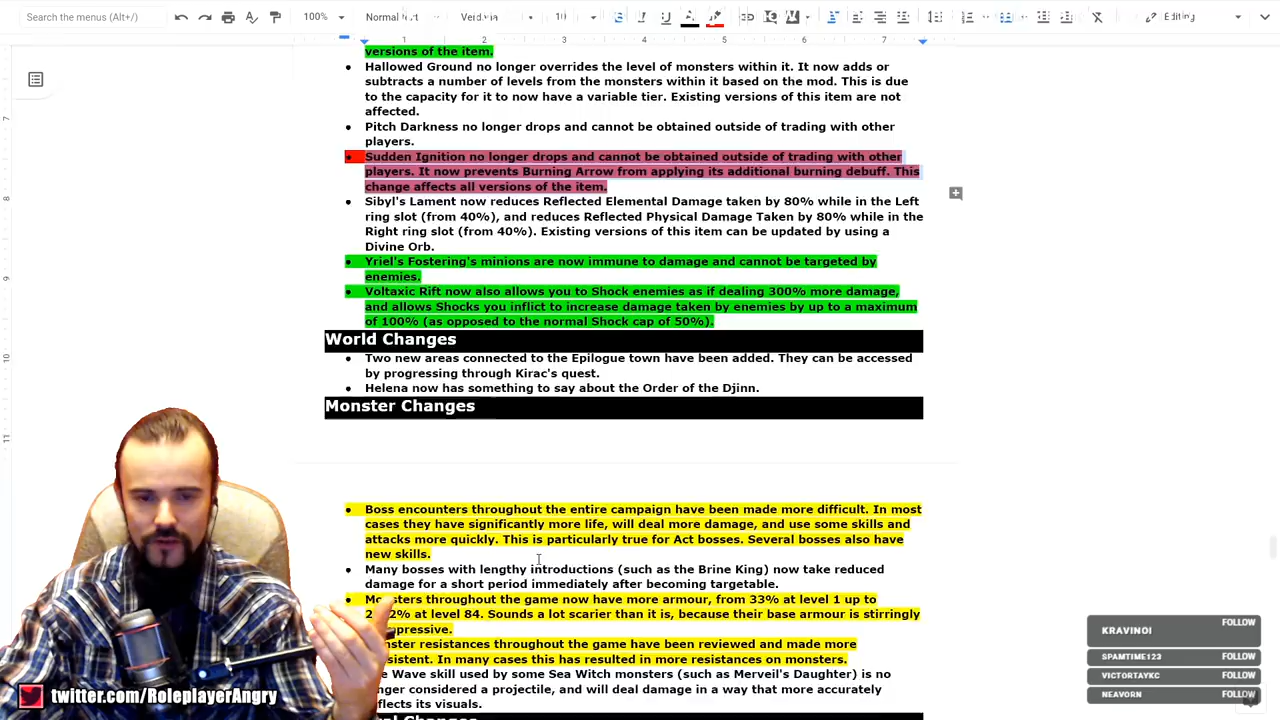 Search the menus (Alt+/)
100%
Normal text
Verdana
10
Editing
1 2 3 4 5 6 7
versions of the item.
● Hallowed Ground no longer overrides the level of monsters within it. It now adds or
subtracts a number of levels from the monsters within it based on the mod. This is due
to the capacity for it to now have a variable tier. Existing versions of this item are not
affected.
● Pitch Darkness no longer drops and cannot be obtained outside of trading with other
players.
● Sudden Ignition no longer drops and cannot be obtained outside of trading with other
players. It now prevents Burning Arrow from applying its additional burning debuff. This
change affects all versions of the item.
● Sibyl's Lament now reduces Reflected Elemental Damage taken by 80% while in the Left
ring slot (from 40%), and reduces Reflected Physical Damage Taken by 80% while in the
Right ring slot (from 40%). Existing versions of this item can be updated by using a
Divine Orb.
● Yriel's Fostering's minions are now immune to damage and cannot be targeted by
enemies.
● Voltaxic Rift now also allows you to Shock enemies as if dealing 300% more damage,
and allows Shocks you inflict to increase damage taken by enemies by up to a maximum
of 100% (as opposed to the normal Shock cap of 50%).
World Changes
● Two new areas connected to the Epilogue town have been added. They can be accessed
by progressing through Kirac's quest.
● Helena now has something to say about the Order of the Djinn.
Monster Changes
● Boss encounters throughout the entire campaign have been made more difficult. In most
cases they have significantly more life, will deal more damage, and use some skills and
attacks more quickly. This is particularly true for Act bosses. Several bosses also have
new skills.
● Many bosses with lengthy introductions (such as the Brine King) now take reduced
damage for a short period immediately after becoming targetable.
● Monsters throughout the game now have more armour, from 33% at level 1 up to
at level 84. Sounds a lot scarier than it is, because their base armour is stirringly
resistances throughout the game have been reviewed and made more
In many cases this has resulted in more resistances on monsters.
Wave skill used by some Sea Witch monsters (such as Merveil's Daughter) is no
considered a projectile, and will deal damage in a way that more accurately
its visuals.
Changes
7
8
9
10
11
KRAVINOI FOLLOW
SPAMTIME123 FOLLOW
VICTORTAYKC FOLLOW
NEAVORN FOLLOW
twitter.com/RoleplayerAngry